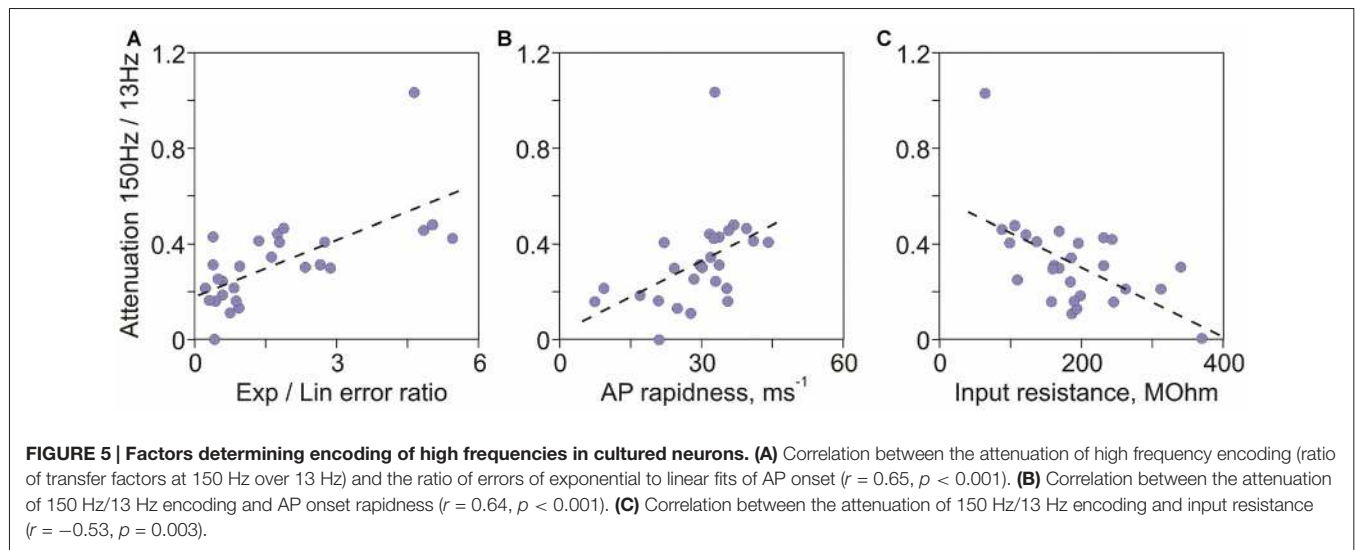 A
B
C
Attenuation 150Hz / 13Hz
1.2
0.8
0.4
0
0
3
6
Exp / Lin error ratio
1.2
0.8
0.4
0
0
30
60
AP rapidness, ms⁻¹
1.2
0.8
0.4
0
0
100
200
300
400
Input resistance, MOhm
FIGURE 5 | Factors determining encoding of high frequencies in cultured neurons. (A) Correlation between the attenuation of high frequency encoding (ratio
of transfer factors at 150 Hz over 13 Hz) and the ratio of errors of exponential to linear fits of AP onset (r = 0.65, p < 0.001). (B) Correlation between the attenuation
of 150 Hz/13 Hz encoding and AP onset rapidness (r = 0.64, p < 0.001). (C) Correlation between the attenuation of 150 Hz/13 Hz encoding and input resistance
(r = −0.53, p = 0.003).